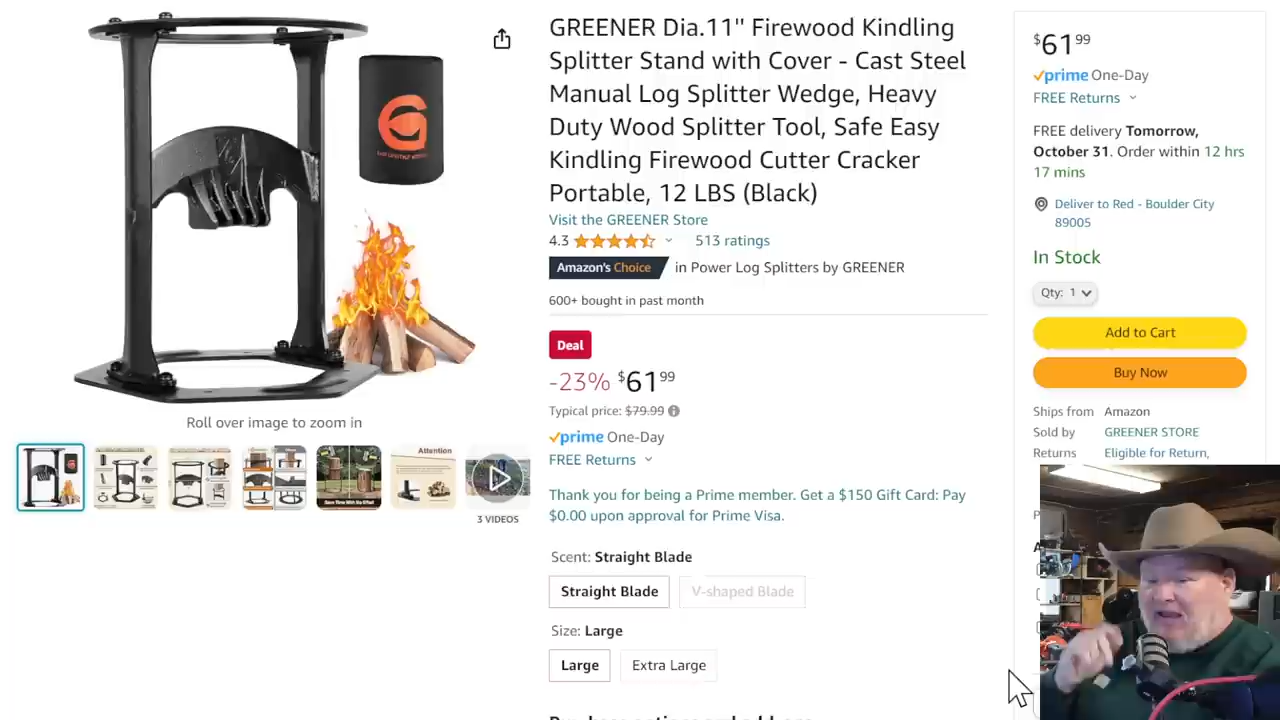 GREENER Dia.11" Firewood Kindling
Splitter Stand with Cover - Cast Steel
Manual Log Splitter Wedge, Heavy
Duty Wood Splitter Tool, Safe Easy
Kindling Firewood Cutter Cracker
Portable, 12 LBS (Black)
Visit the GREENER Store
4.3
513 ratings
Amazon's Choice in Power Log Splitters by GREENER
600+ bought in past month
Deal
-23% $61 99
Typical price: $79.99
prime One-Day
FREE Returns
Thank you for being a Prime member. Get a $150 Gift Card: Pay
$0.00 upon approval for Prime Visa.
Scent: Straight Blade
Straight Blade
V-shaped Blade
Size: Large
Large
Extra Large
Roll over image to zoom in
Attention
3 VIDEOS
$61 99
prime One-Day
FREE Returns
FREE delivery Tomorrow,
October 31. Order within 12 hrs
17 mins
Deliver to Red - Boulder City
89005
In Stock
Qty: 1
Add to Cart
Buy Now
Ships from Amazon
Sold by GREENER STORE
Returns Eligible for Return,